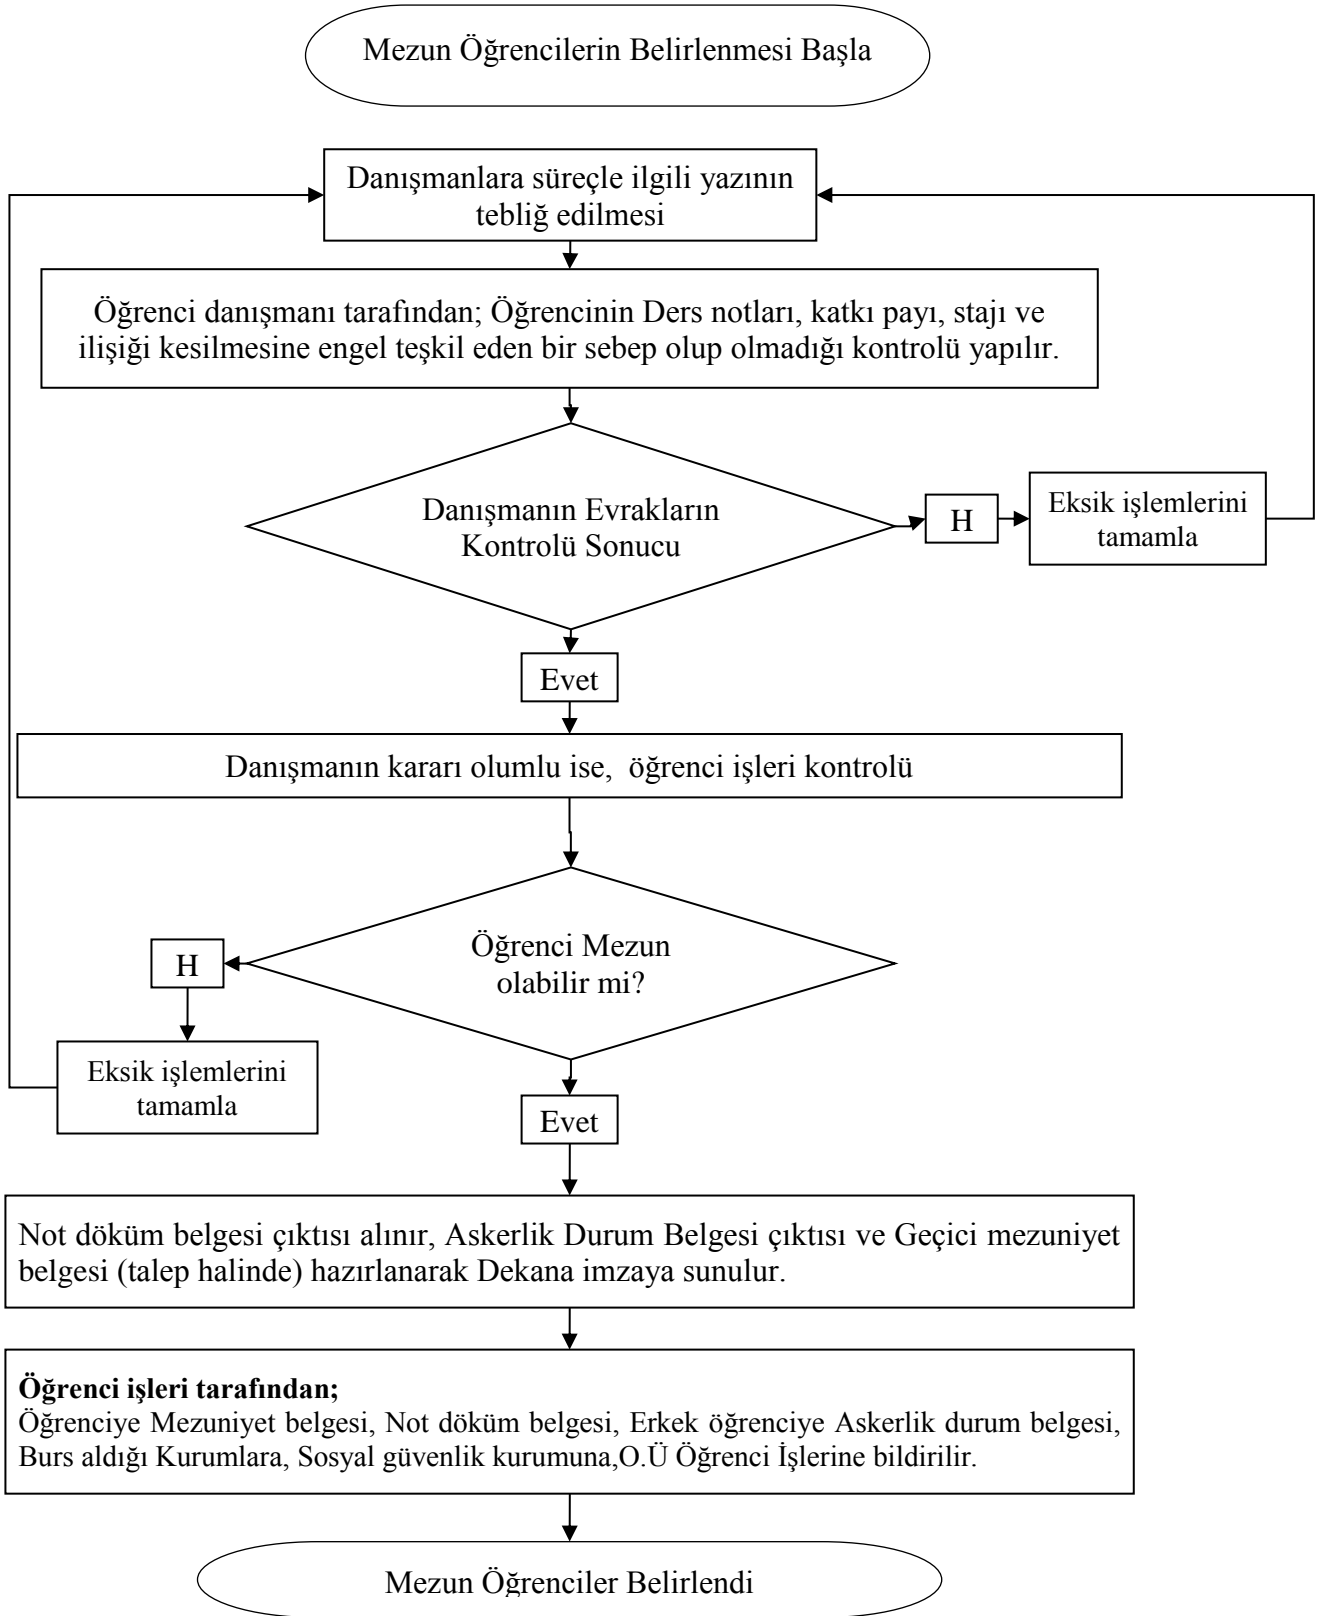 Mezun Öğrencilerin Belirlenmesi Başla
Danışmanlara süreçle ilgili yazının
tebliğ edilmesi
Öğrenci danışmanı tarafından; Öğrencinin Ders notları, katkı payı, stajı ve
ilişiği kesilmesine engel teşkil eden bir sebep olup olmadığı kontrolü yapılır.
Danışmanın Evrakların
Kontrolü Sonucu
H
Eksik işlemlerini
tamamla
Evet
Danışmanın kararı olumlu ise, öğrenci işleri kontrolü
Öğrenci Mezun
olabilir mi?
H
Eksik işlemlerini
tamamla
Evet
Not döküm belgesi çıktısı alınır, Askerlik Durum Belgesi çıktısı ve Geçici mezuniyet
belgesi (talep halinde) hazırlanarak Dekana imzaya sunulur.
Öğrenci işleri tarafından;
Öğrenciye Mezuniyet belgesi, Not döküm belgesi, Erkek öğrenciye Askerlik durum belgesi,
Burs aldığı Kurumlara, Sosyal güvenlik kurumuna,O.Ü Öğrenci İşlerine bildirilir.
Mezun Öğrenciler Belirlendi